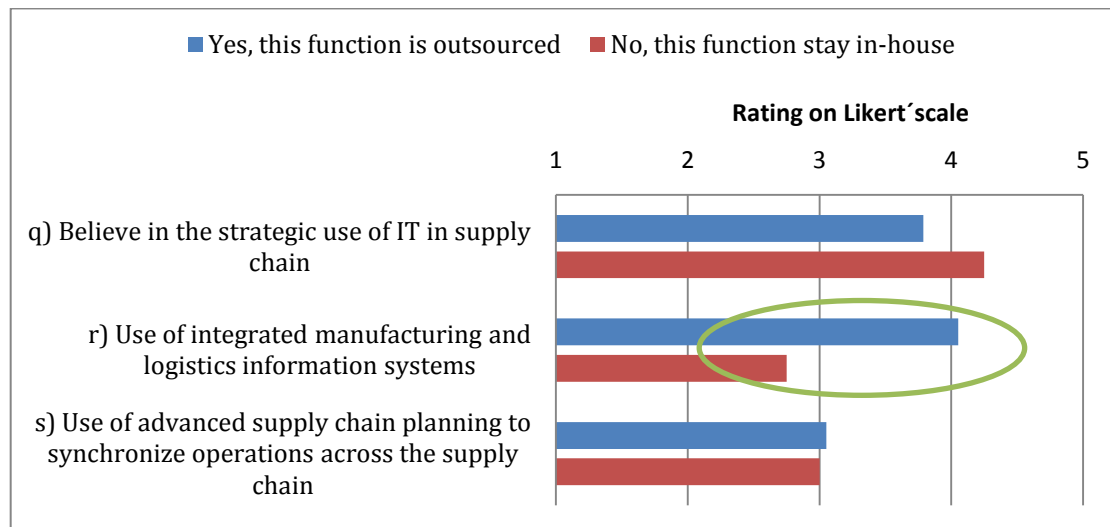 Yes, this function is outsourced No, this function stay in-house
Rating on Likert´scale
1 2 3 4 5
q) Believe in the strategic use of IT in supply
chain
r) Use of integrated manufacturing and
logistics information systems
s) Use of advanced supply chain planning to
synchronize operations across the supply
chain